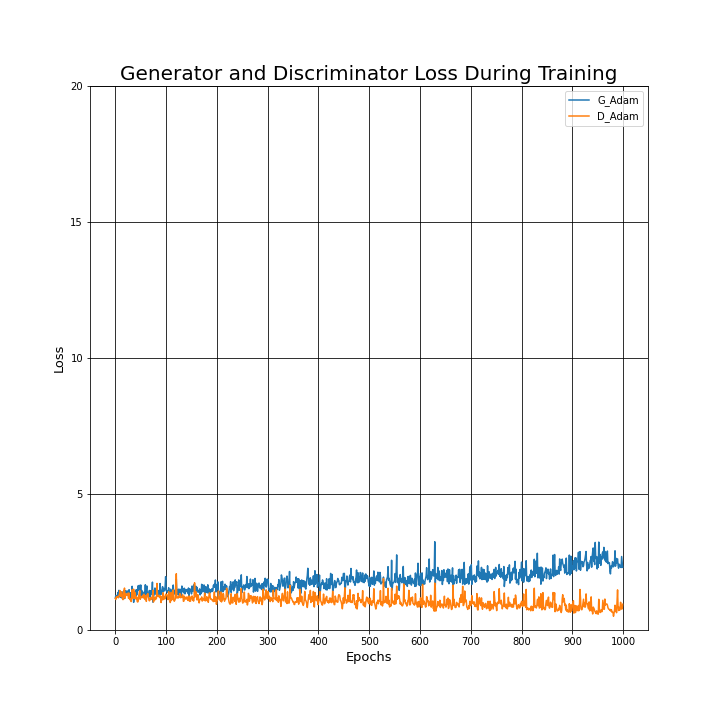 Generator and Discriminator Loss During Training
G_Adam
D_Adam
20
15
10
5
0
Loss
0 100 200 300 400 500 600 700 800 900 1000
Epochs